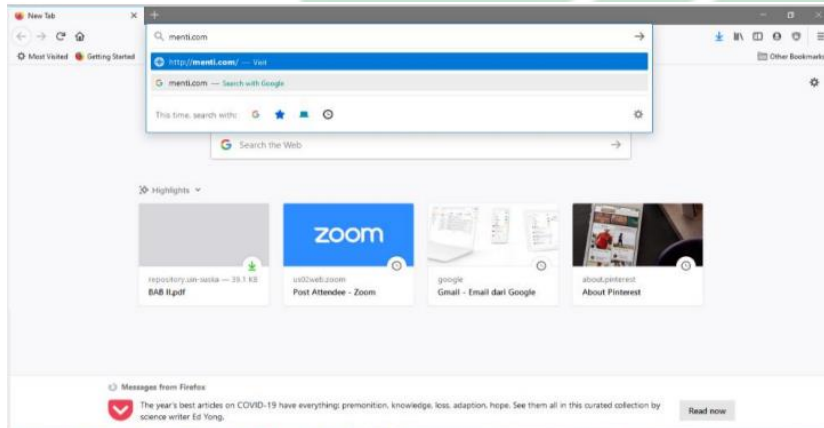 New Tab
menti.com
Most Visited
Getting Started
http://menti.com/ — Visit
Other Bookmarks
menti.com — Search with Google
This time, search with:
Search the Web
Highlights
zoom
repository.uin-suska — 39.1 KB
us02web.zoom
google
about.pinterest
BAB II.pdf
Post Attendee - Zoom
Gmail - Email dari Google
About Pinterest
Messages from Firefox
The year's best articles on COVID-19 have everything: premonition, knowledge, loss, adaption, hope. See them all in this curated collection by
science writer Ed Yong.
Read now